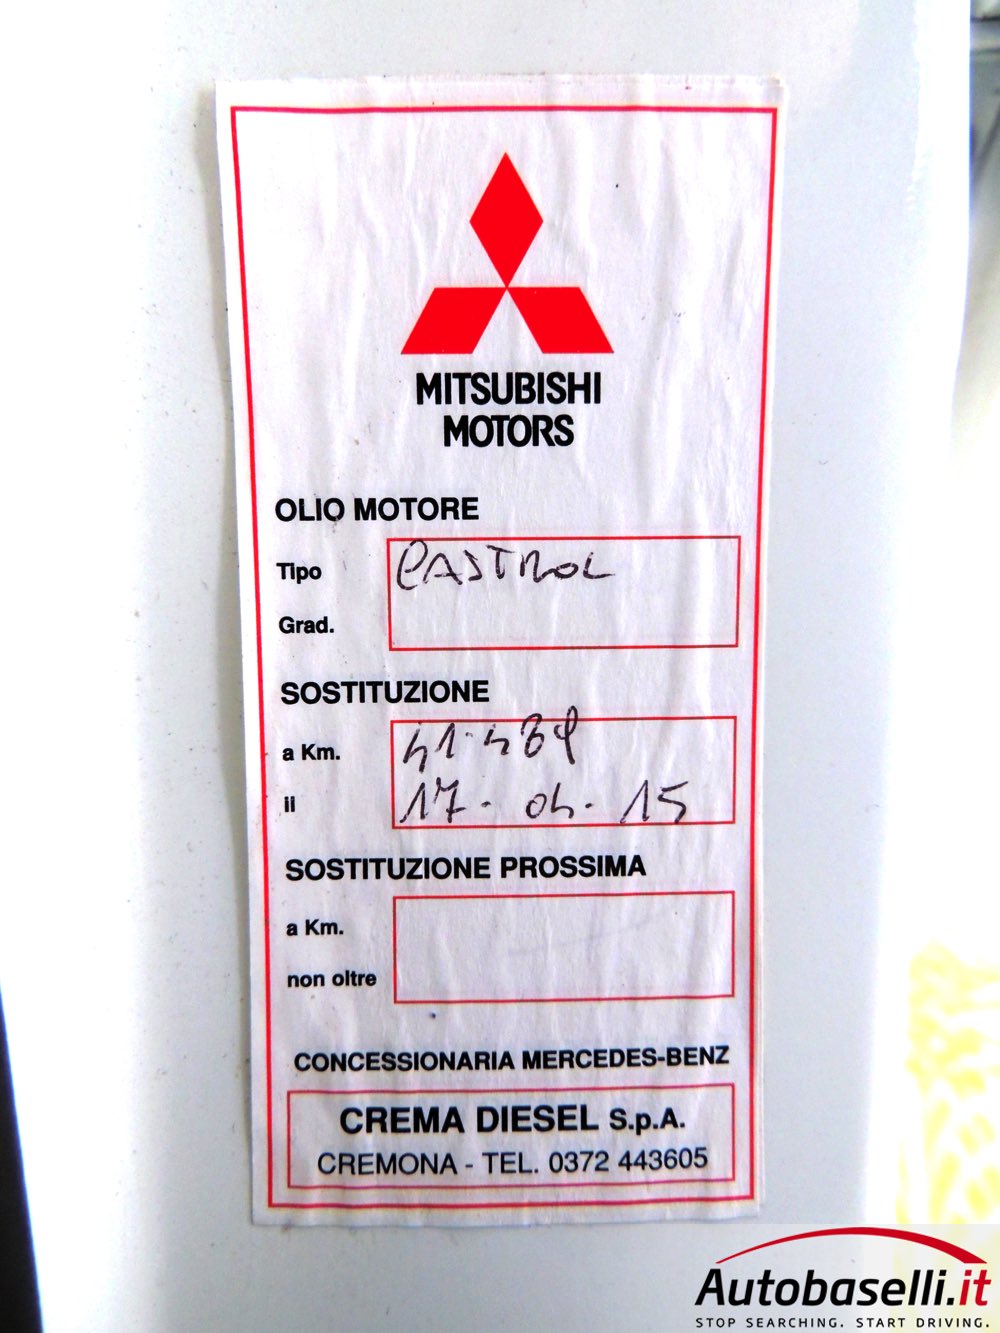 MITSUBISHI
MOTORS
OLIO MOTORE
Tipo CASTROL
Grad.
SOSTITUZIONE
a Km. 41.439
il 17. 04. 15
SOSTITUZIONE PROSSIMA
a Km.
non oltre
CONCESSIONARIA MERCEDES-BENZ
CREMA DIESEL S.p.A.
CREMONA - TEL. 0372 443605
Autobaselli.it
STOP SEARCHING. START DRIVING.